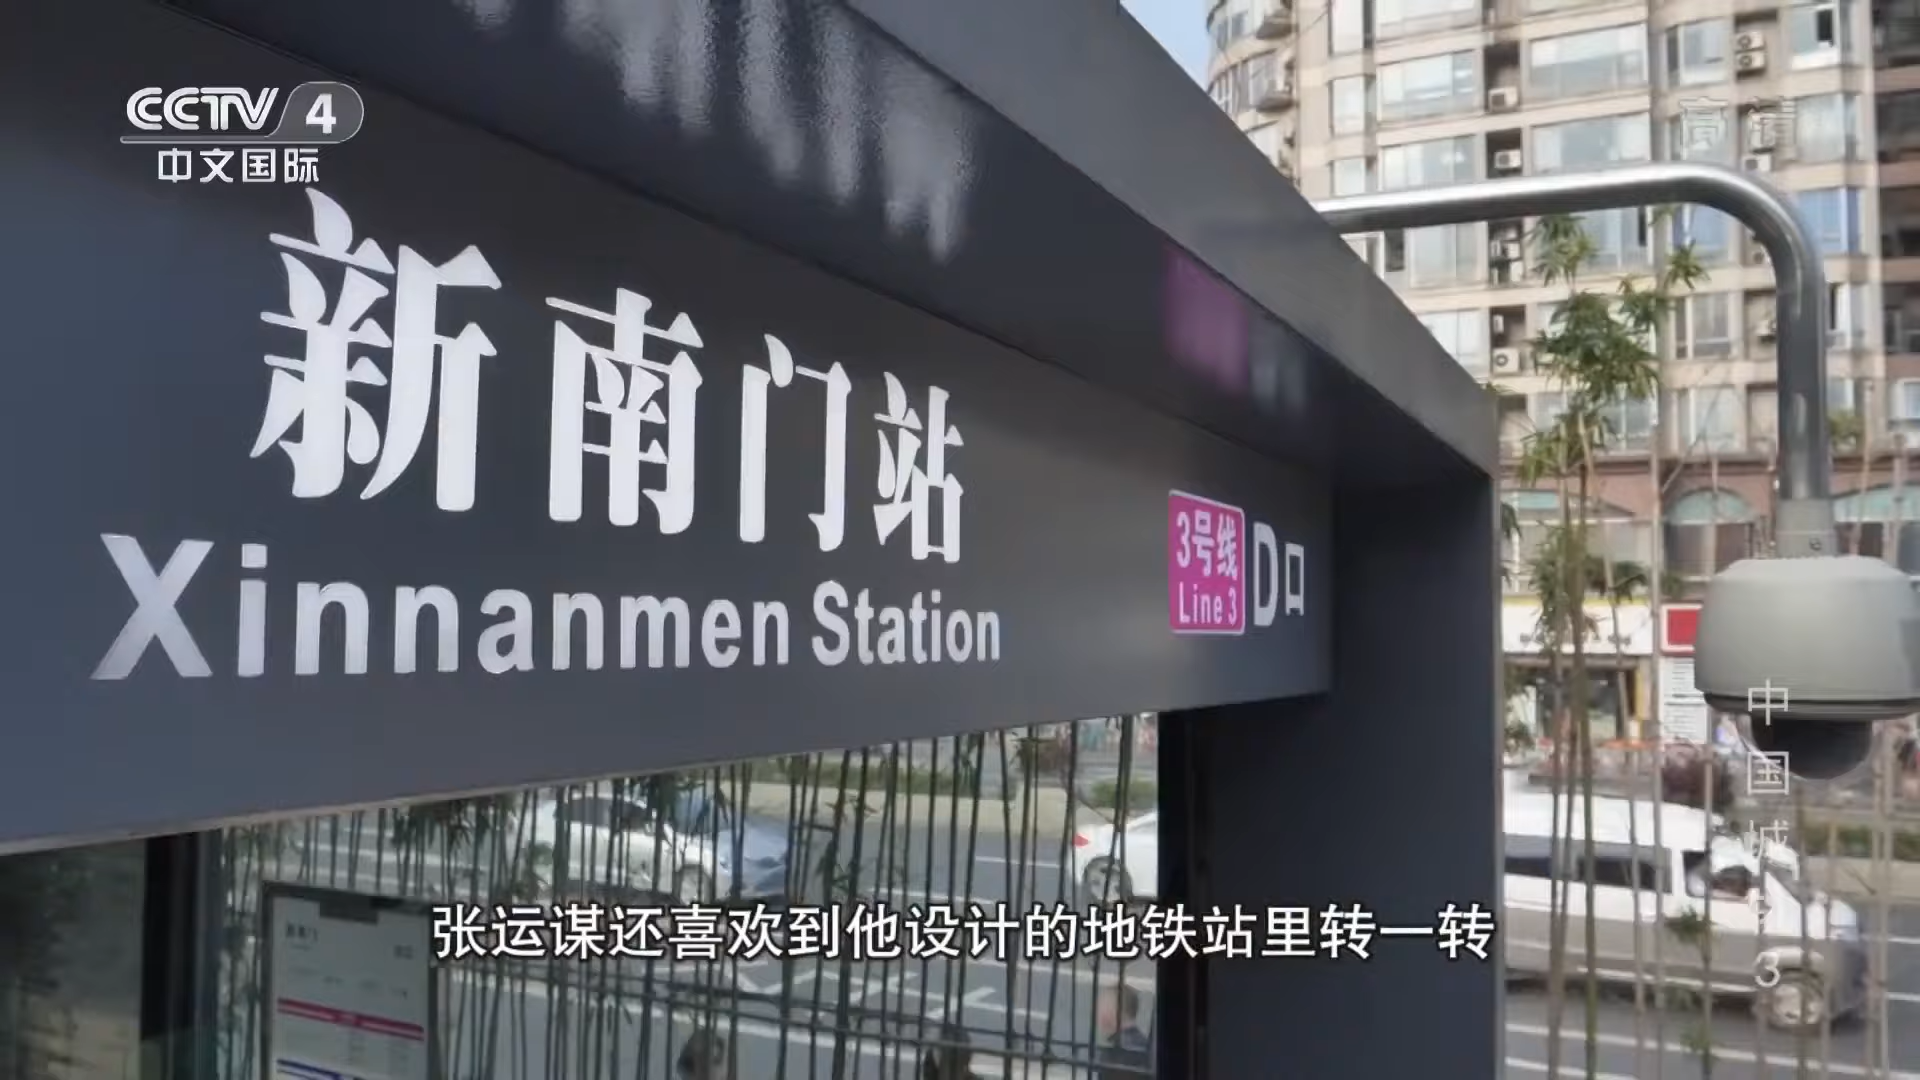 CCTV 4
中文国际
高清
新南门站
Xinnanmen Station
3号线
Line 3
D口
中国城
3
张运谋还喜欢到他设计的地铁站里转一转